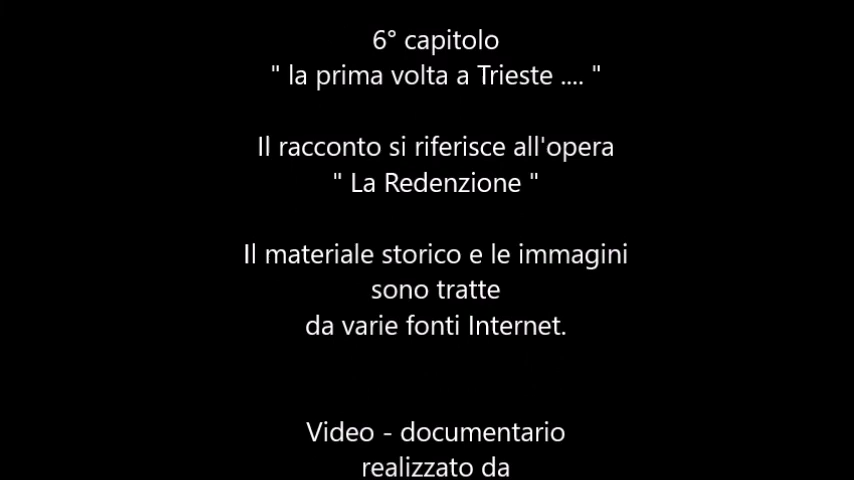 6° capitolo
" la prima volta a Trieste .... "
Il racconto si riferisce all'opera
" La Redenzione "
Il materiale storico e le immagini
sono tratte
da varie fonti Internet.
Video - documentario
realizzato da